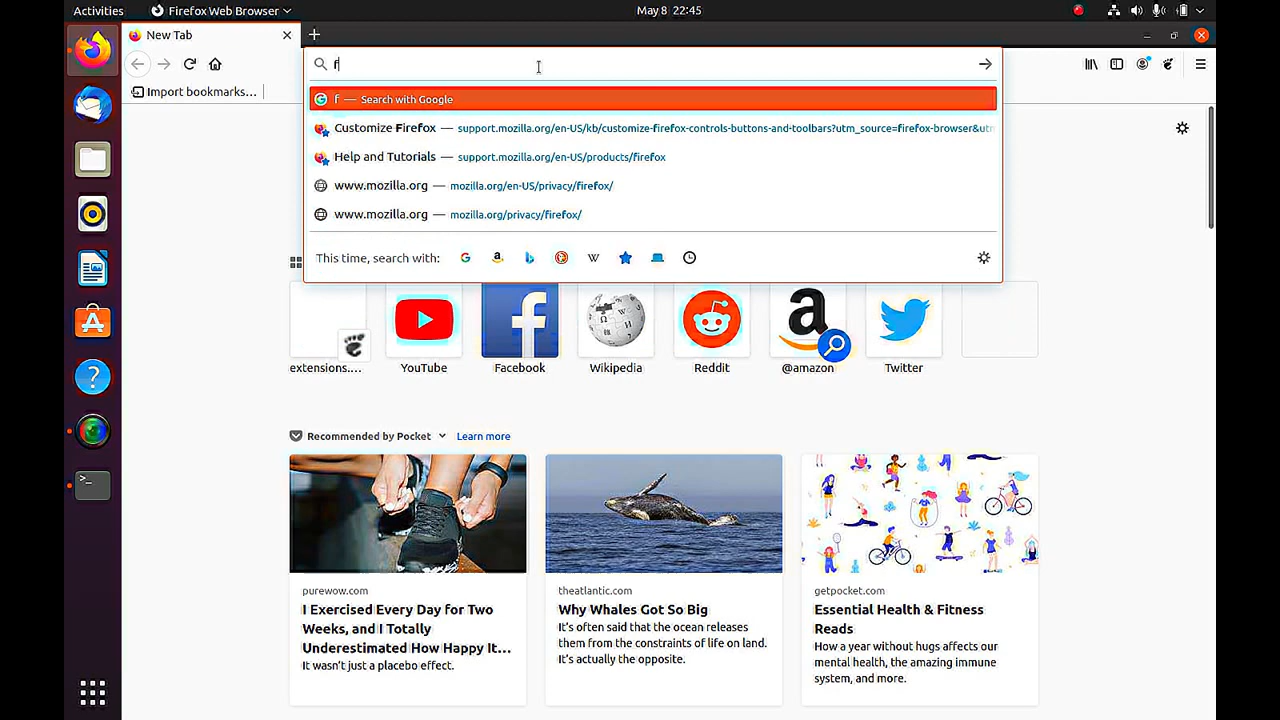 Activities
Firefox Web Browser
May 8 22:45
New Tab
f
Import bookmarks...
f — Search with Google
Customize Firefox — support.mozilla.org/en-US/kb/customize-firefox-controls-buttons-and-toolbars?utm_source=firefox-browser&utm
Help and Tutorials — support.mozilla.org/en-US/products/firefox
www.mozilla.org — mozilla.org/en-US/privacy/firefox/
www.mozilla.org — mozilla.org/privacy/firefox/
This time, search with:
extensions....
YouTube
Facebook
Wikipedia
Reddit
@amazon
Twitter
Recommended by Pocket
Learn more
purewow.com
I Exercised Every Day for Two
Weeks, and I Totally
Underestimated How Happy It...
It wasn't just a placebo effect.
theatlantic.com
Why Whales Got So Big
It's often said that the ocean releases
them from the constraints of life on land.
It's actually the opposite.
getpocket.com
Essential Health & Fitness
Reads
How a year without hugs affects our
mental health, the amazing immune
system, and more.